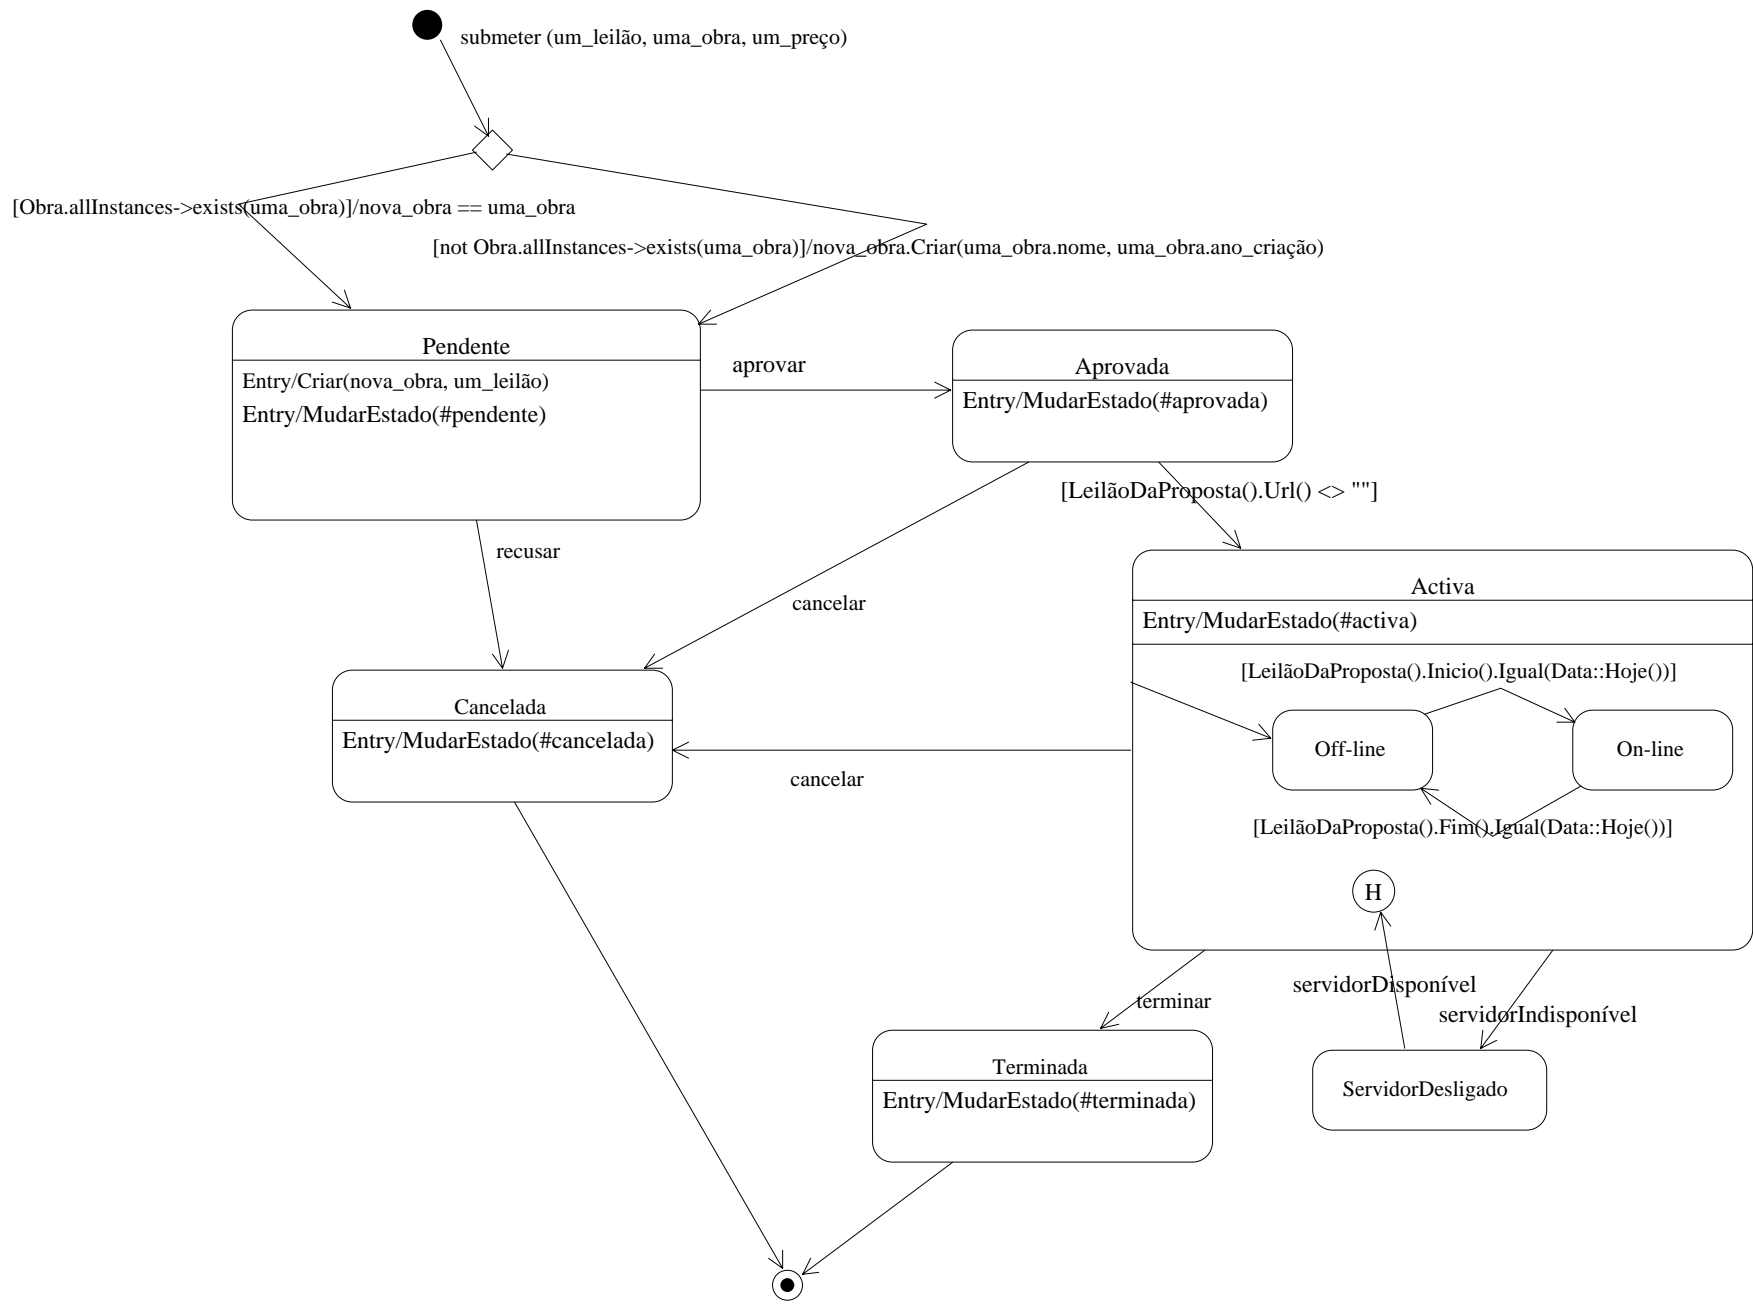 submeter (um_leilão, uma_obra, um_preço)
[Obra.allInstances->exists(uma_obra)]/nova_obra == uma_obra
[not Obra.allInstances->exists(uma_obra)]/nova_obra.Criar(uma_obra.nome, uma_obra.ano_criação)
Pendente
Entry/Criar(nova_obra, um_leilão)
Entry/MudarEstado(#pendente)
aprovar
Aprovada
Entry/MudarEstado(#aprovada)
[LeilãoDaProposta().Url() <> ""]
recusar
cancelar
Activa
Entry/MudarEstado(#activa)
[LeilãoDaProposta().Inicio().Igual(Data::Hoje())]
Off-line
On-line
[LeilãoDaProposta().Fim().Igual(Data::Hoje())]
H
Cancelada
Entry/MudarEstado(#cancelada)
cancelar
terminar
servidorDisponível
servidorIndisponível
Terminada
Entry/MudarEstado(#terminada)
ServidorDesligado